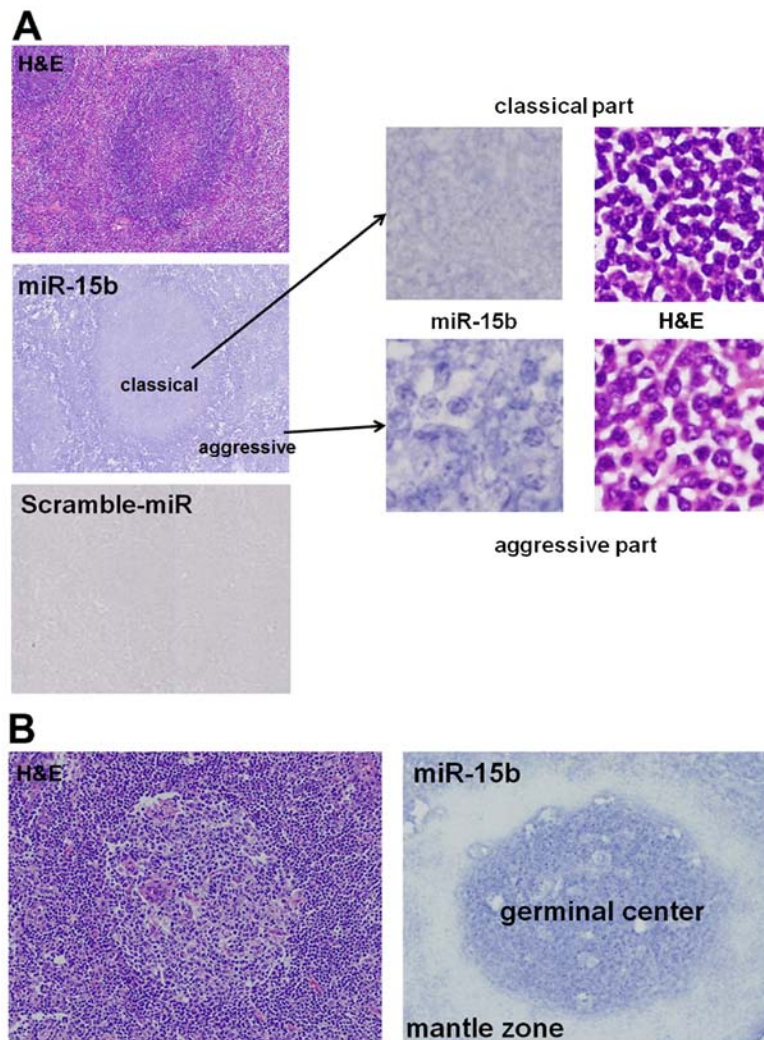 A
H&E
miR-15b
classical
aggressive
Scramble-miR
classical part
miR-15b
H&E
aggressive part
B
H&E
miR-15b
germinal center
mantle zone